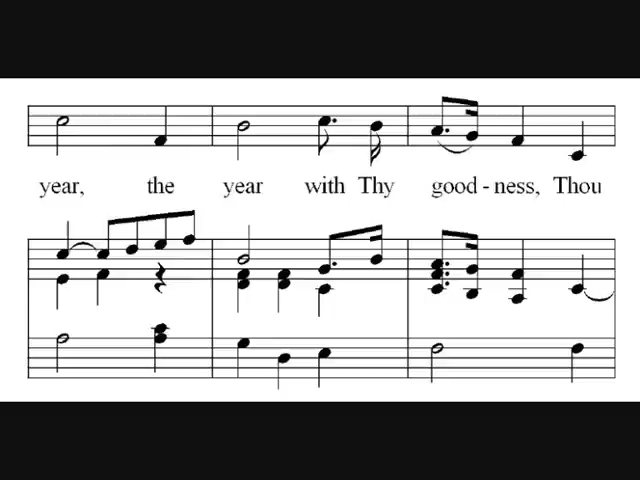 year, the year with Thy good - ness, Thou